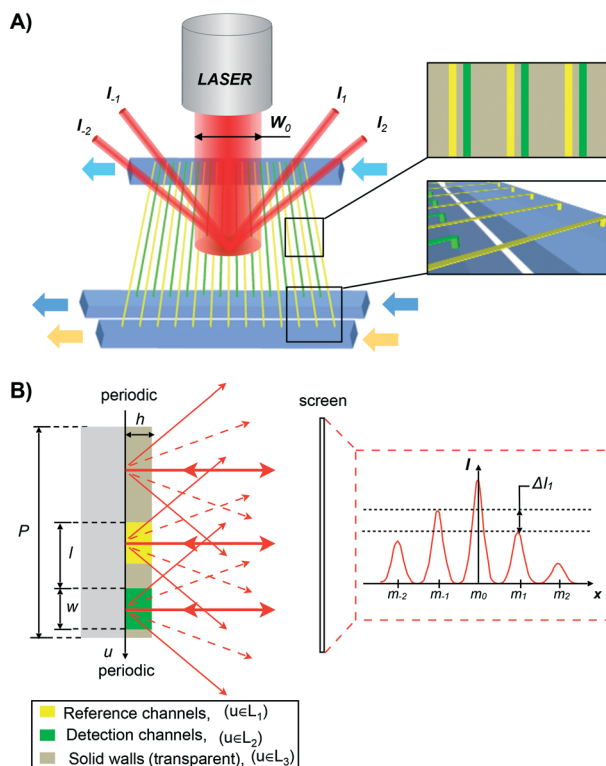 A)
LASER
I-1
I-2
W0
I1
I2
B)
periodic
h
P
l
w
u
periodic
screen
I
ΔI1
m-2
m-1
m0
m1
m2
x
Reference channels, (u∈L1)
Detection channels, (u∈L2)
Solid walls (transparent), (u∈L3)